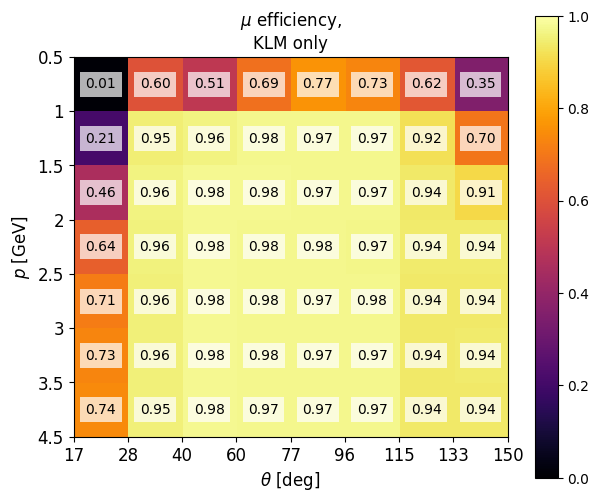 μ efficiency,
KLM only
0.5
0.01 0.60 0.51 0.69 0.77 0.73 0.62 0.35
1
0.21 0.95 0.96 0.98 0.97 0.97 0.92 0.70
1.5
0.46 0.96 0.98 0.98 0.97 0.97 0.94 0.91
2
0.64 0.96 0.98 0.98 0.98 0.97 0.94 0.94
2.5
0.71 0.96 0.98 0.98 0.97 0.98 0.94 0.94
3
0.73 0.96 0.98 0.98 0.97 0.97 0.94 0.94
3.5
0.74 0.95 0.98 0.97 0.97 0.97 0.94 0.94
4.5
p [GeV]
17 28 40 60 77 96 115 133 150
θ [deg]
1.0
0.8
0.6
0.4
0.2
0.0